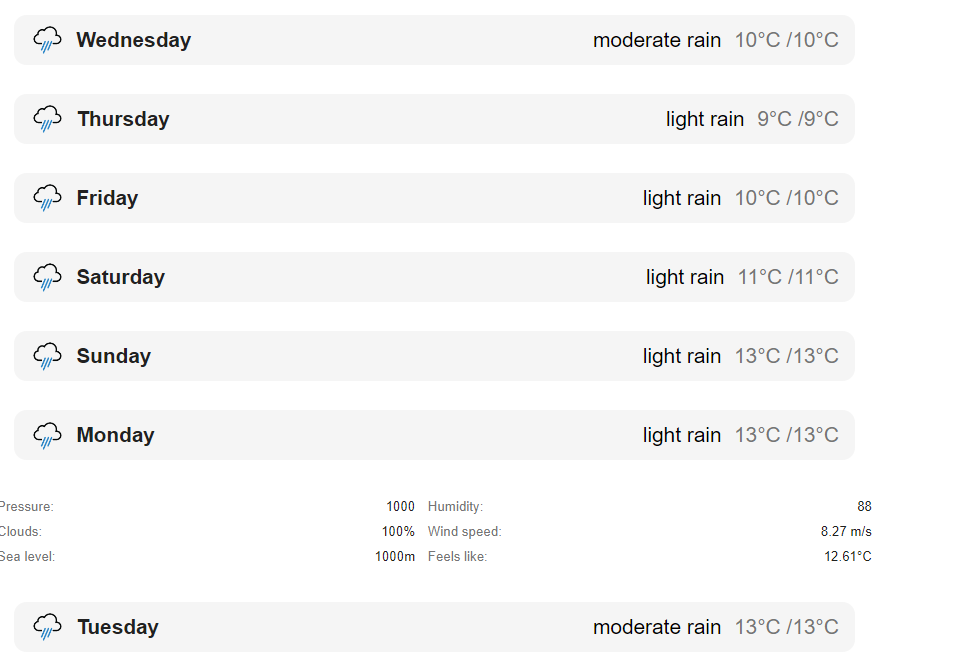 Wednesday moderate rain 10°C /10°C
Thursday light rain 9°C /9°C
Friday light rain 10°C /10°C
Saturday light rain 11°C /11°C
Sunday light rain 13°C /13°C
Monday light rain 13°C /13°C
Pressure: 1000 Humidity: 88
Clouds: 100% Wind speed: 8.27 m/s
Sea level: 1000m Feels like: 12.61°C
Tuesday moderate rain 13°C /13°C